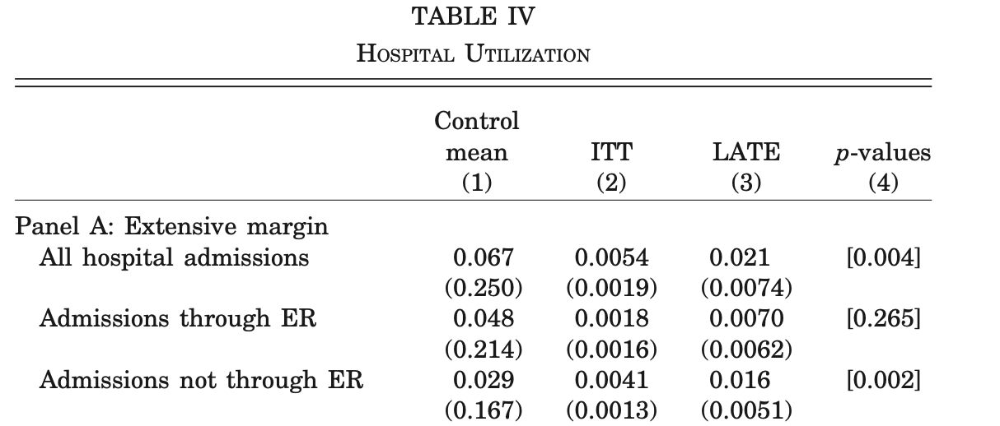 TABLE IV
HOSPITAL UTILIZATION
Control
mean ITT LATE p-values
(1) (2) (3) (4)
Panel A: Extensive margin
All hospital admissions 0.067 0.0054 0.021 [0.004]
(0.250) (0.0019) (0.0074)
Admissions through ER 0.048 0.0018 0.0070 [0.265]
(0.214) (0.0016) (0.0062)
Admissions not through ER 0.029 0.0041 0.016 [0.002]
(0.167) (0.0013) (0.0051)